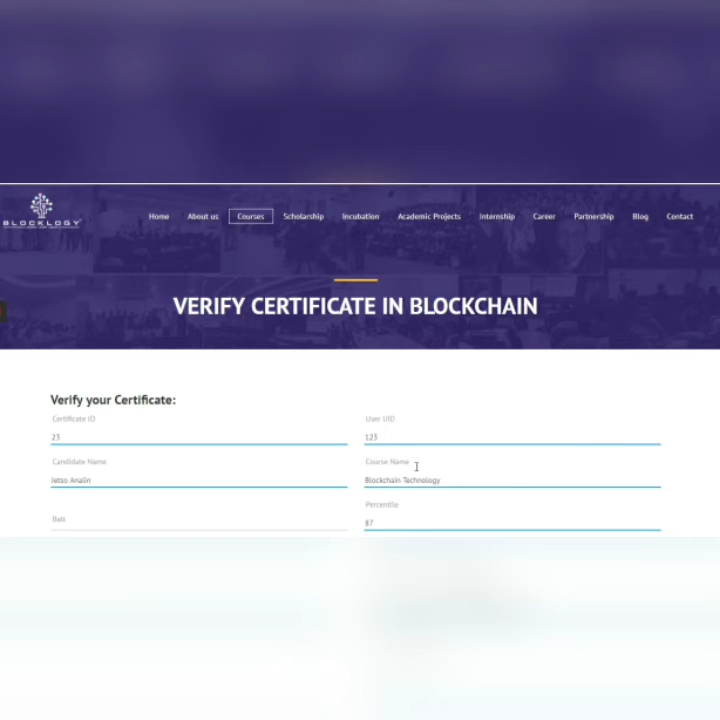 BLOCKLOGY
Home About us Courses Scholarship Incubation Academic Projects Internship Career Partnership Blog Contact
VERIFY CERTIFICATE IN BLOCKCHAIN
Verify your Certificate:
Certificate ID User UID
23 123
Candidate Name Course Name
Jetso Analin Blockchain Technology
Percentile
Batt
87